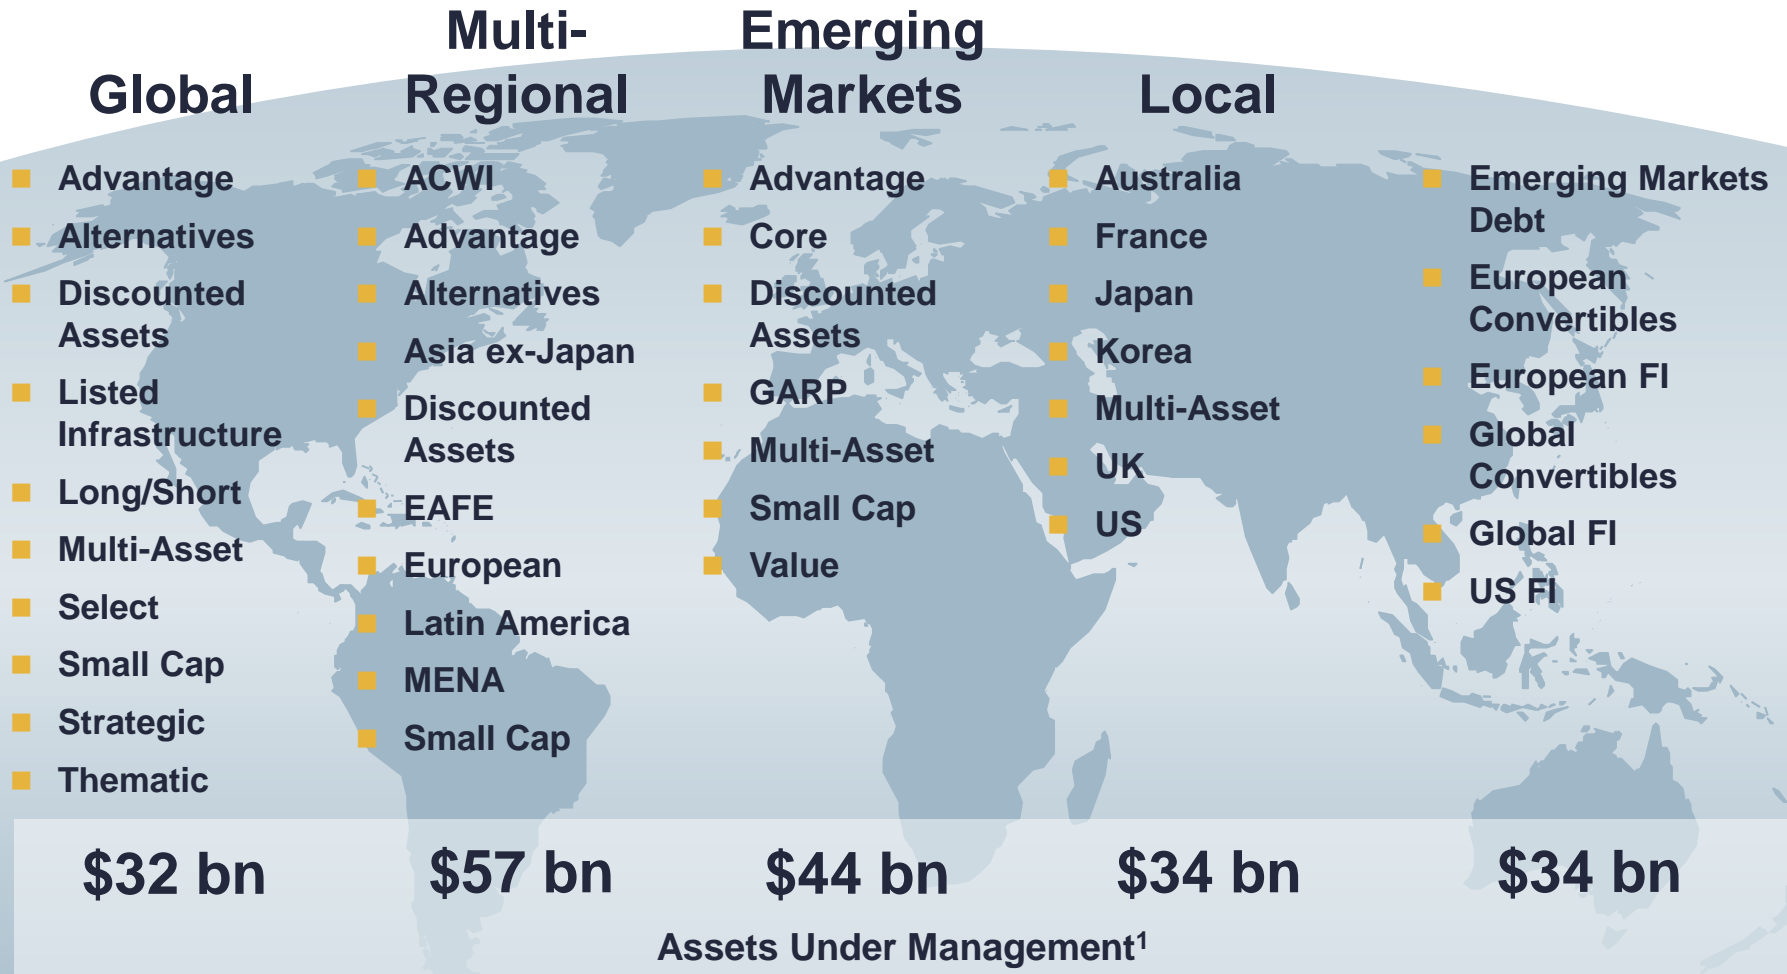 Global
Multi-
Regional
Emerging
Markets
Local
Advantage
Alternatives
Discounted
Assets
Listed
Infrastructure
Long/Short
Multi-Asset
Select
Small Cap
Strategic
Thematic
ACWI
Advantage
Alternatives
Asia ex-Japan
Discounted
Assets
EAFE
European
Latin America
MENA
Small Cap
Advantage
Core
Discounted
Assets
GARP
Multi-Asset
Small Cap
Value
Australia
France
Japan
Korea
Multi-Asset
UK
US
Emerging Markets
Debt
European
Convertibles
European FI
Global
Convertibles
Global FI
US FI
$32 bn
$57 bn
$44 bn
$34 bn
$34 bn
Assets Under Management¹